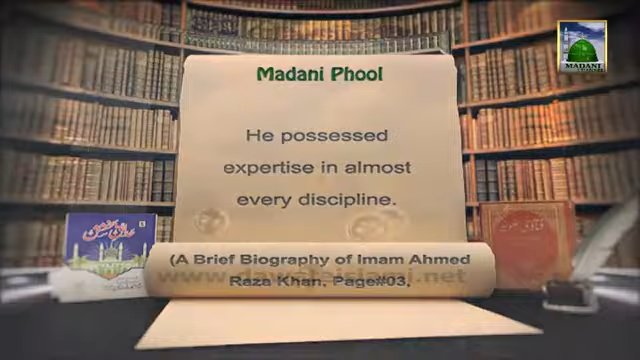 MADANI
Madani Phool
He possessed
expertise in almost
every discipline.
(A Brief Biography of Imam Ahmed
www.dawateislami.net
Raza Khan, Page#03,